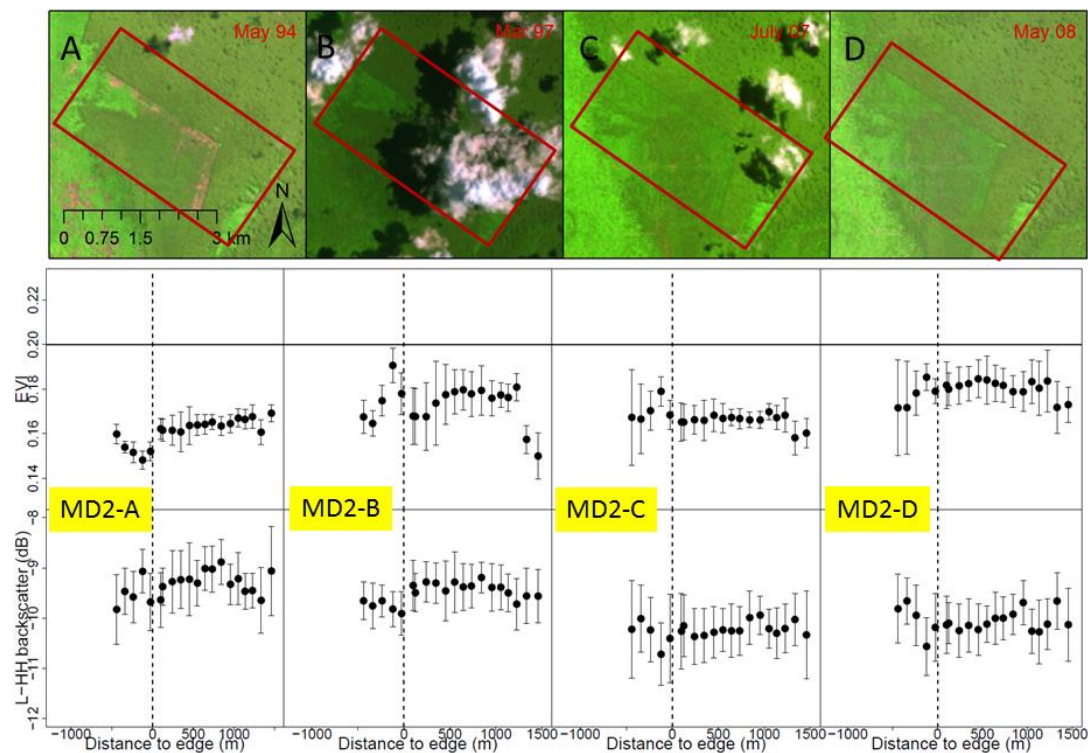 A May 94 B Mar 97 C July 07 D May 08
N
0 0.75 1.5 3 km
EVI
0.22
0.20
0.18
0.16
0.14
MD2-A MD2-B MD2-C MD2-D
L-HH backscatter (dB)
-8
-9
-10
-11
-12
-1000 0 500 1000 -1000 0 500 1000 1500 -1000 0 500 1000 -1000 0 500 1000 1500
Distance to edge (m) Distance to edge (m) Distance to edge (m) Distance to edge (m)